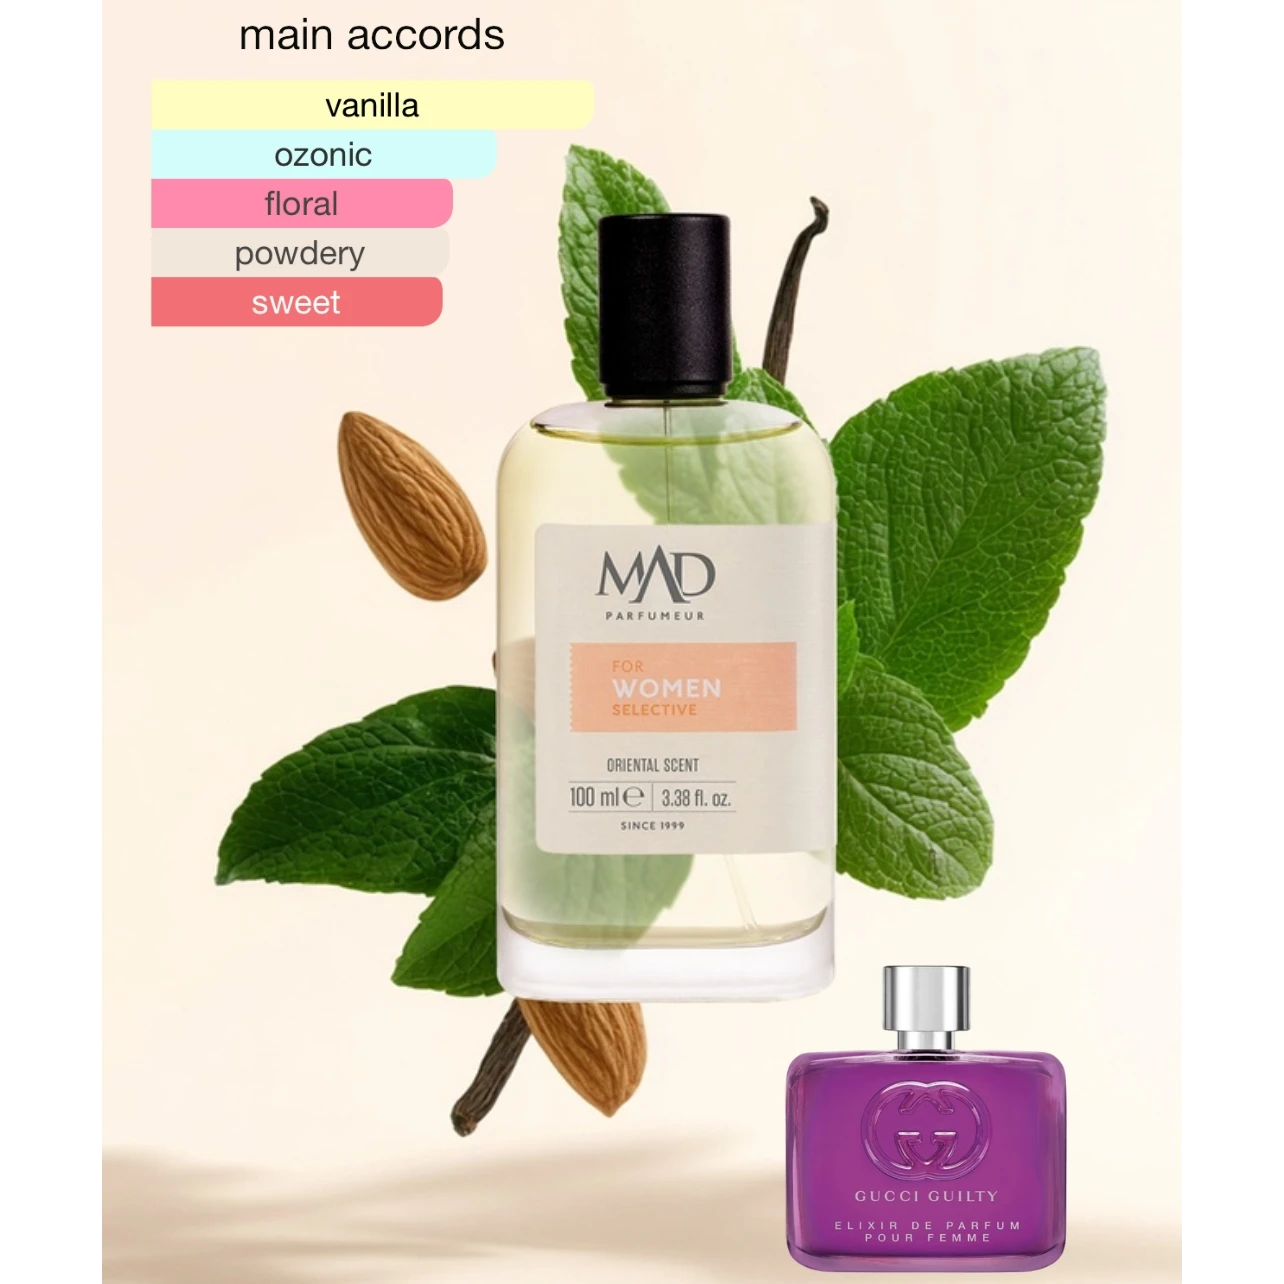 main accords
vanilla
ozonic
floral
powdery
sweet
MAD
PARFUMEUR
FOR
WOMEN
SELECTIVE
ORIENTAL SCENT
100 ml ℮ 3.38 fl. oz.
SINCE 1999
GUCCI GUILTY
ELIXIR DE PARFUM
POUR FEMME